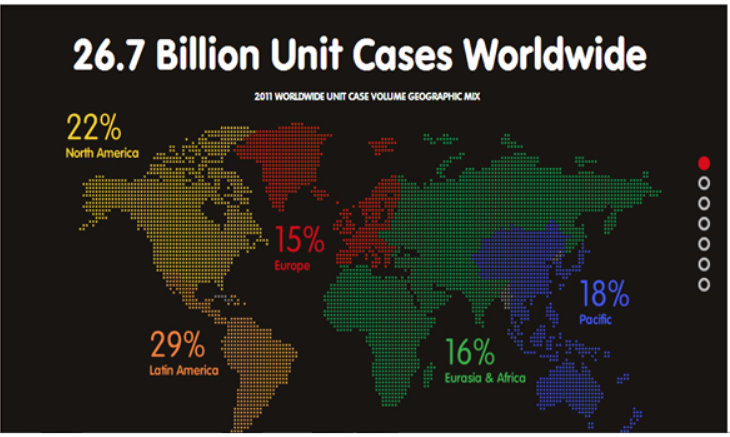 26.7 Billion Unit Cases Worldwide
2011 WORLDWIDE UNIT CASE VOLUME GEOGRAPHIC MIX
22%
North America
15%
Europe
18%
Pacific
29%
Latin America
16%
Eurasia & Africa